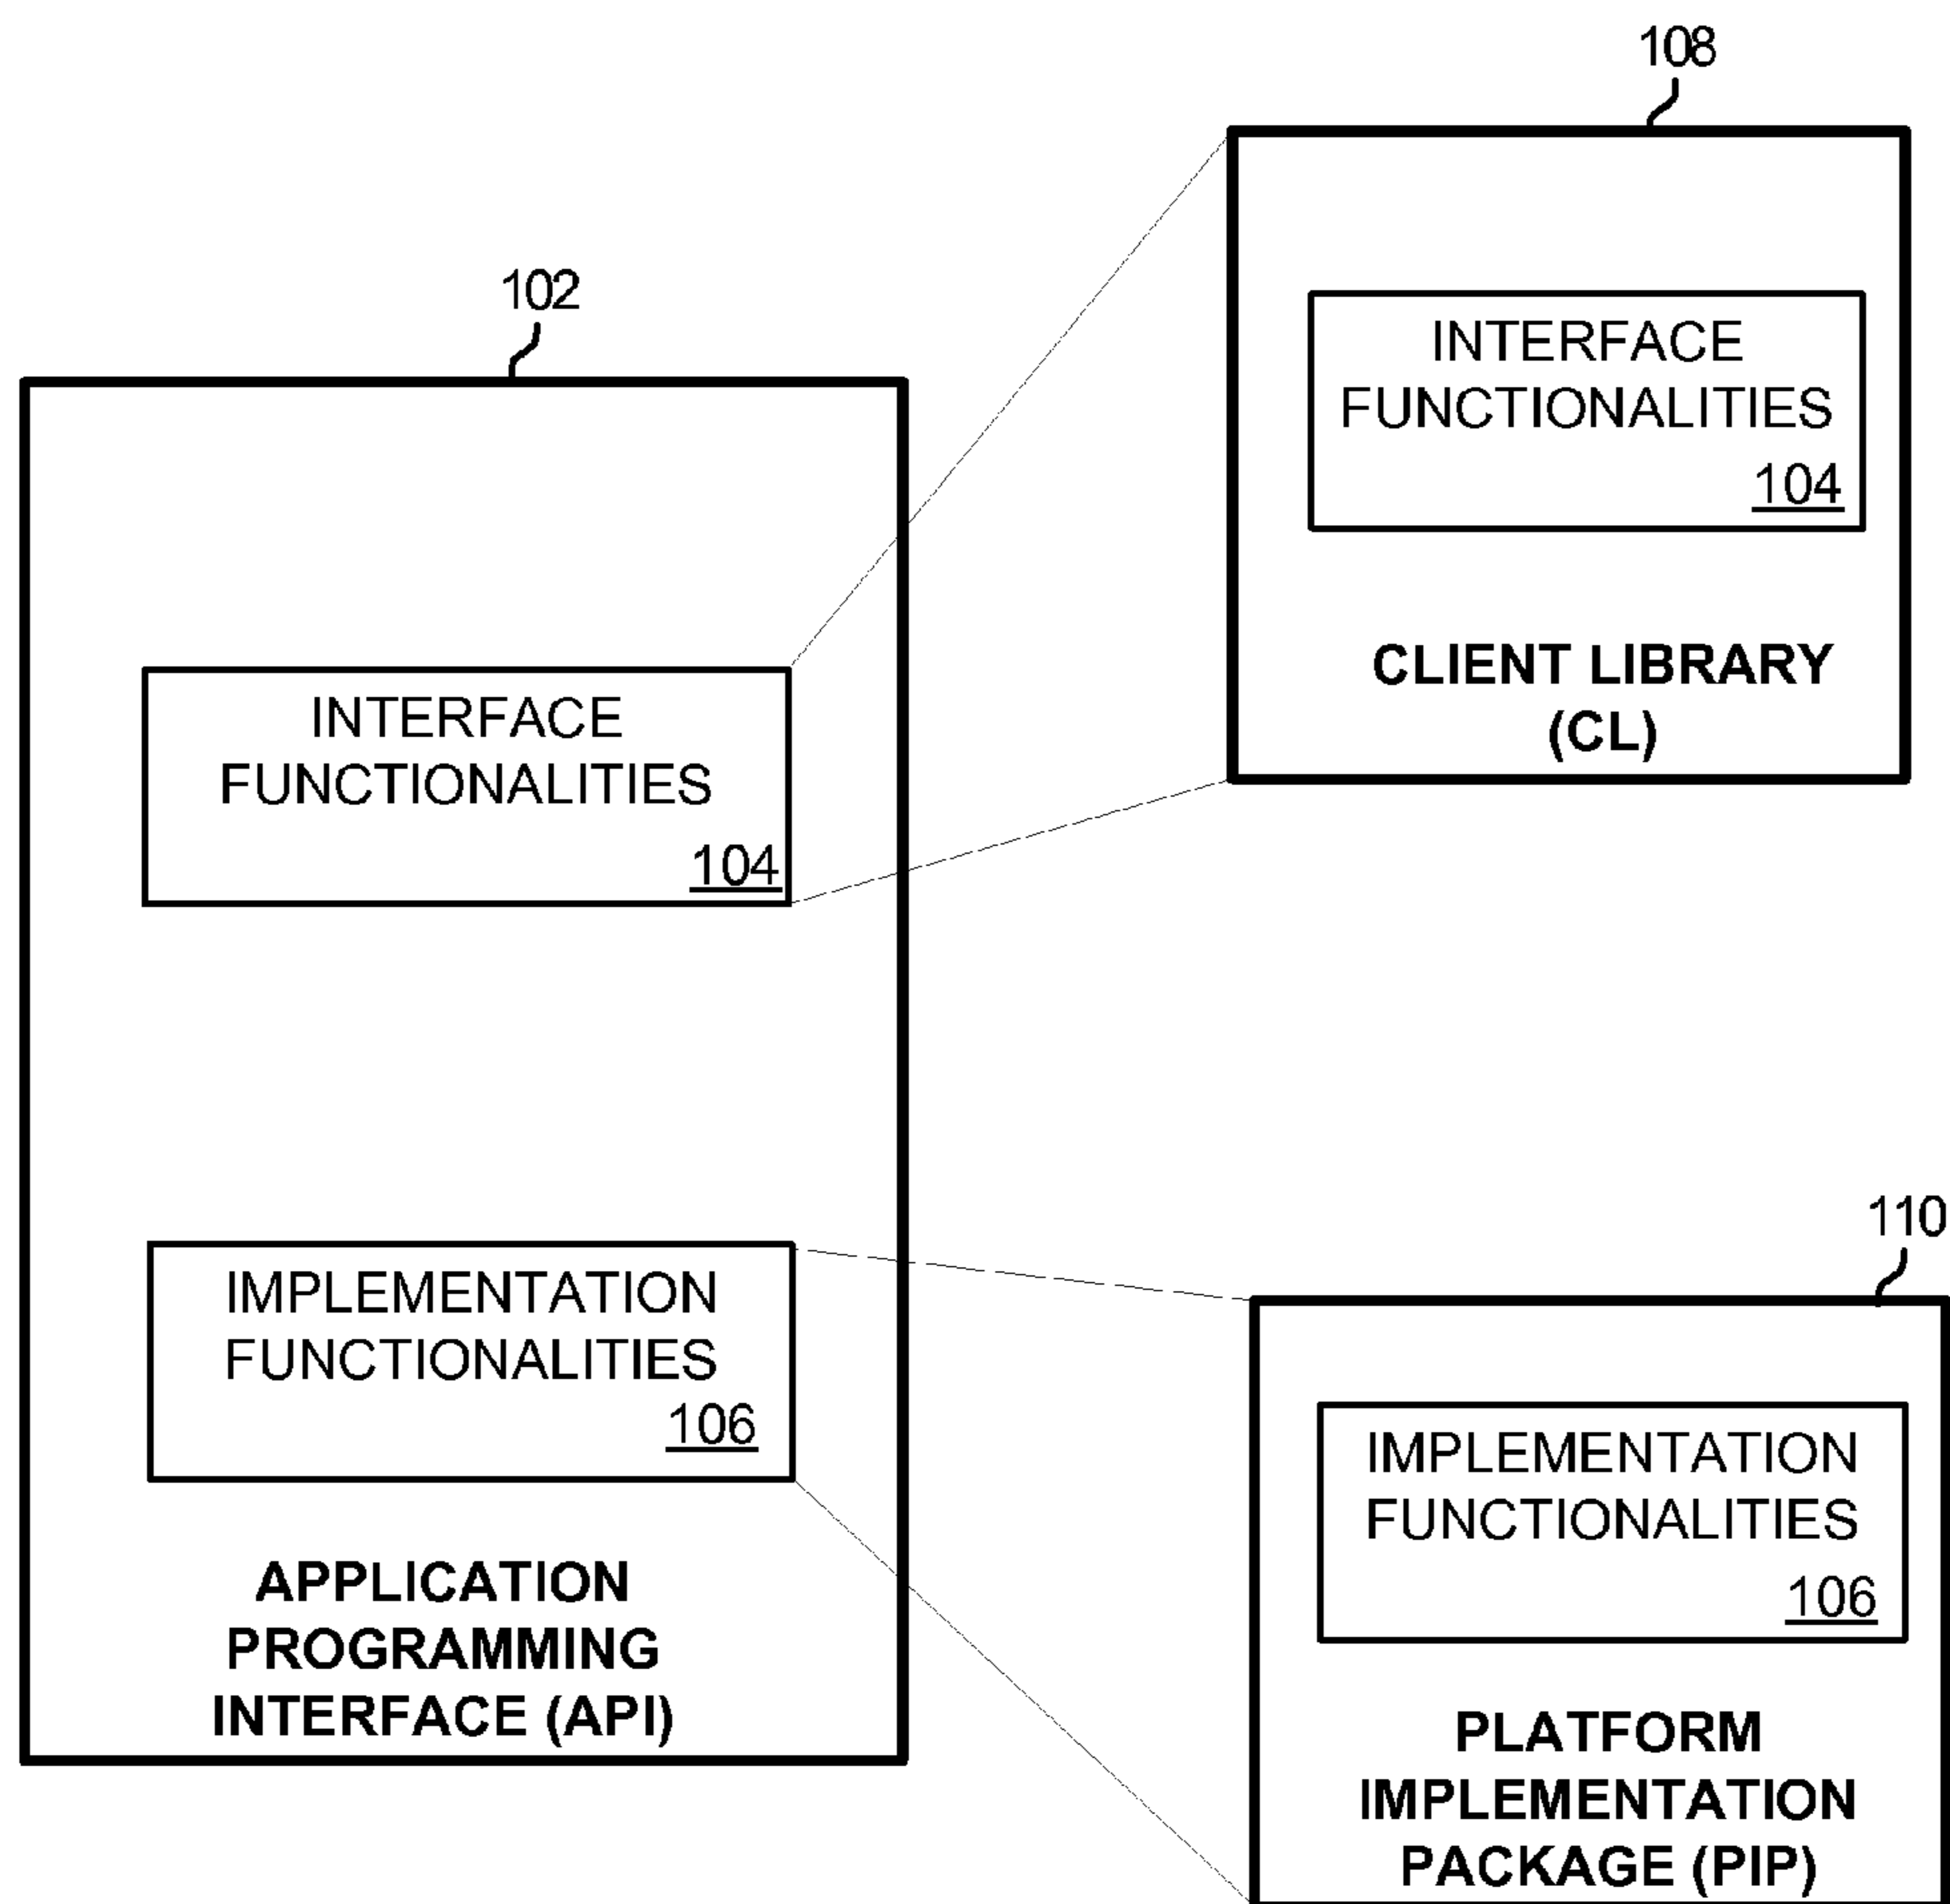 102
INTERFACE
FUNCTIONALITIES
104
IMPLEMENTATION
FUNCTIONALITIES
106
APPLICATION
PROGRAMMING
INTERFACE (API)
108
INTERFACE
FUNCTIONALITIES
104
CLIENT LIBRARY
(CL)
110
IMPLEMENTATION
FUNCTIONALITIES
106
PLATFORM
IMPLEMENTATION
PACKAGE (PIP)